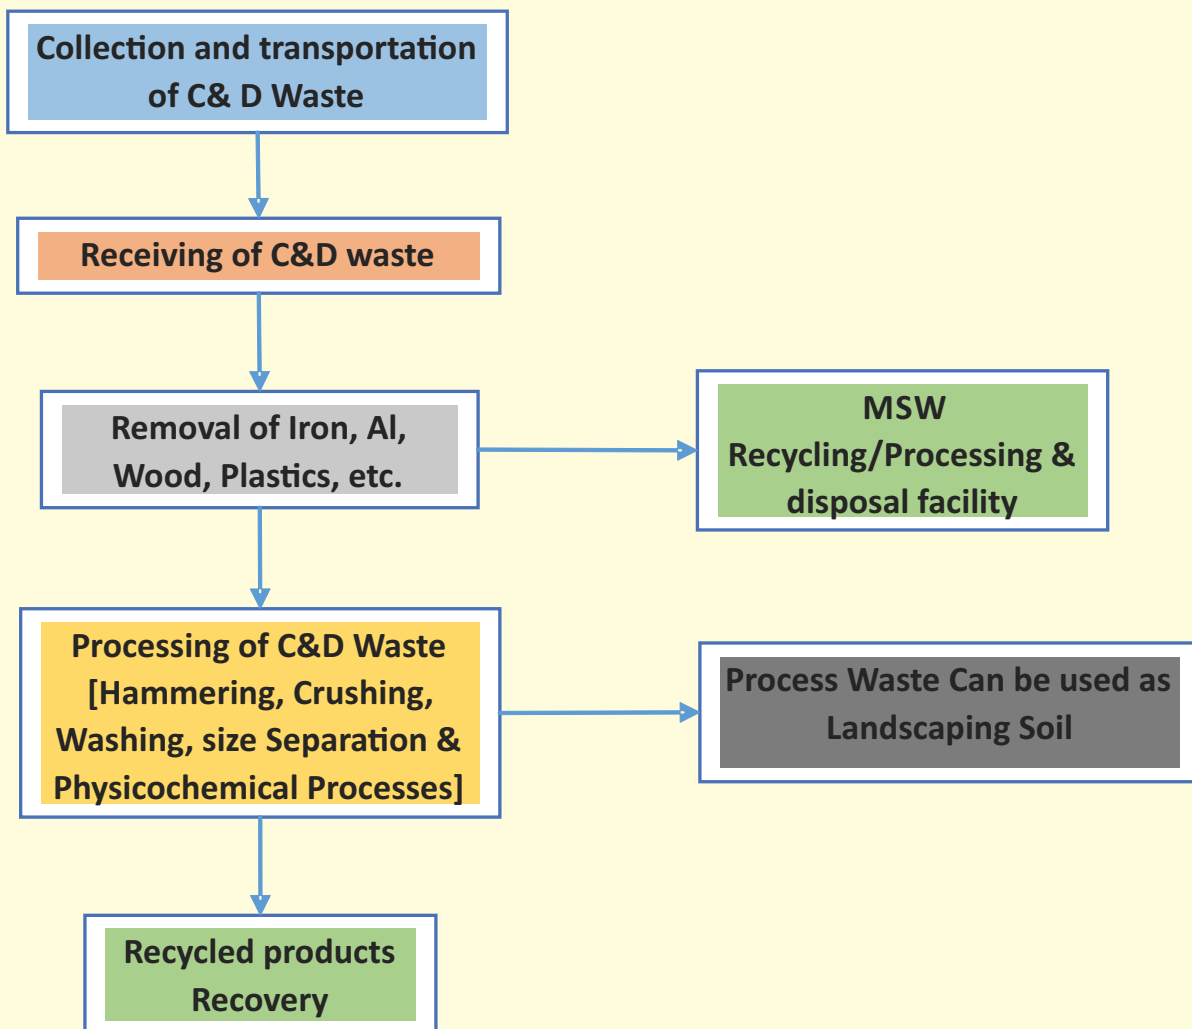 Collection and transportation
of C& D Waste
Receiving of C&D waste
Removal of Iron, Al,
Wood, Plastics, etc.
MSW
Recycling/Processing &
disposal facility
Processing of C&D Waste
[Hammering, Crushing,
Washing, size Separation &
Physicochemical Processes]
Process Waste Can be used as
Landscaping Soil
Recycled products
Recovery